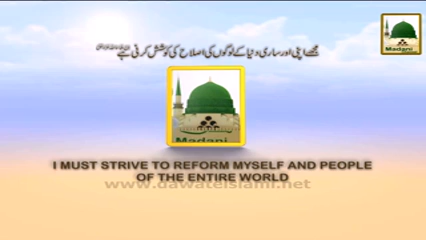 مجھے اپنی اور ساری دنیا کے لوگوں کی اصلاح کی کوشش کرنی ہے
Madani
Madani
I MUST STRIVE TO REFORM MYSELF AND PEOPLE
OF THE ENTIRE WORLD
www.dawateislami.net